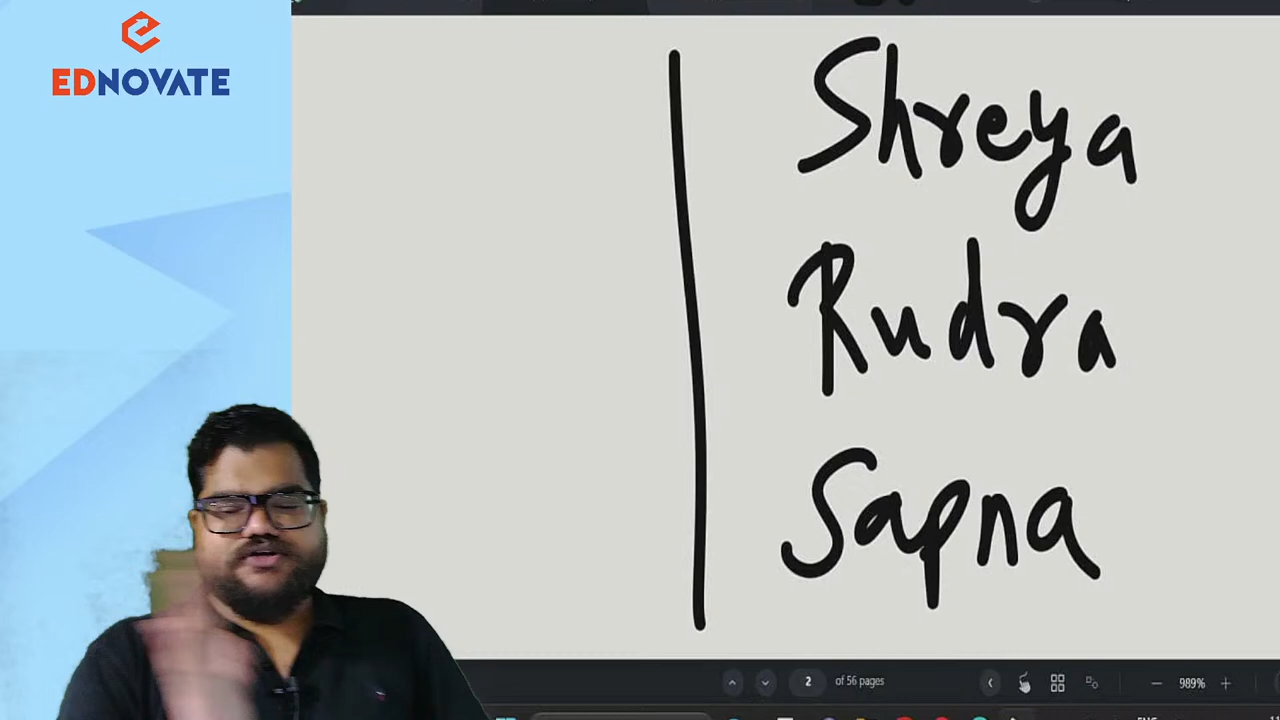 EDNOVATE
Shreya
Rudra
Sapna
2 of 56 pages
989%